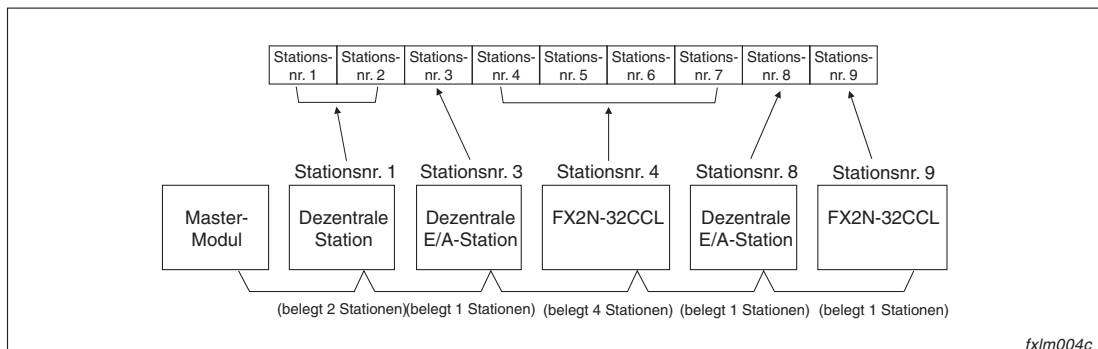 Stations-
nr. 1
Stations-
nr. 2
Stations-
nr. 3
Stations-
nr. 4
Stations-
nr. 5
Stations-
nr. 6
Stations-
nr. 7
Stations-
nr. 8
Stations-
nr. 9
Stationsnr. 1
Stationsnr. 3
Stationsnr. 4
Stationsnr. 8
Stationsnr. 9
Master-
Modul
Dezentrale
Station
Dezentrale
E/A-Station
FX2N-32CCL
Dezentrale
E/A-Station
FX2N-32CCL
(belegt 2 Stationen)
(belegt 1 Stationen)
(belegt 4 Stationen)
(belegt 1 Stationen)
(belegt 1 Stationen)
fxlm004c